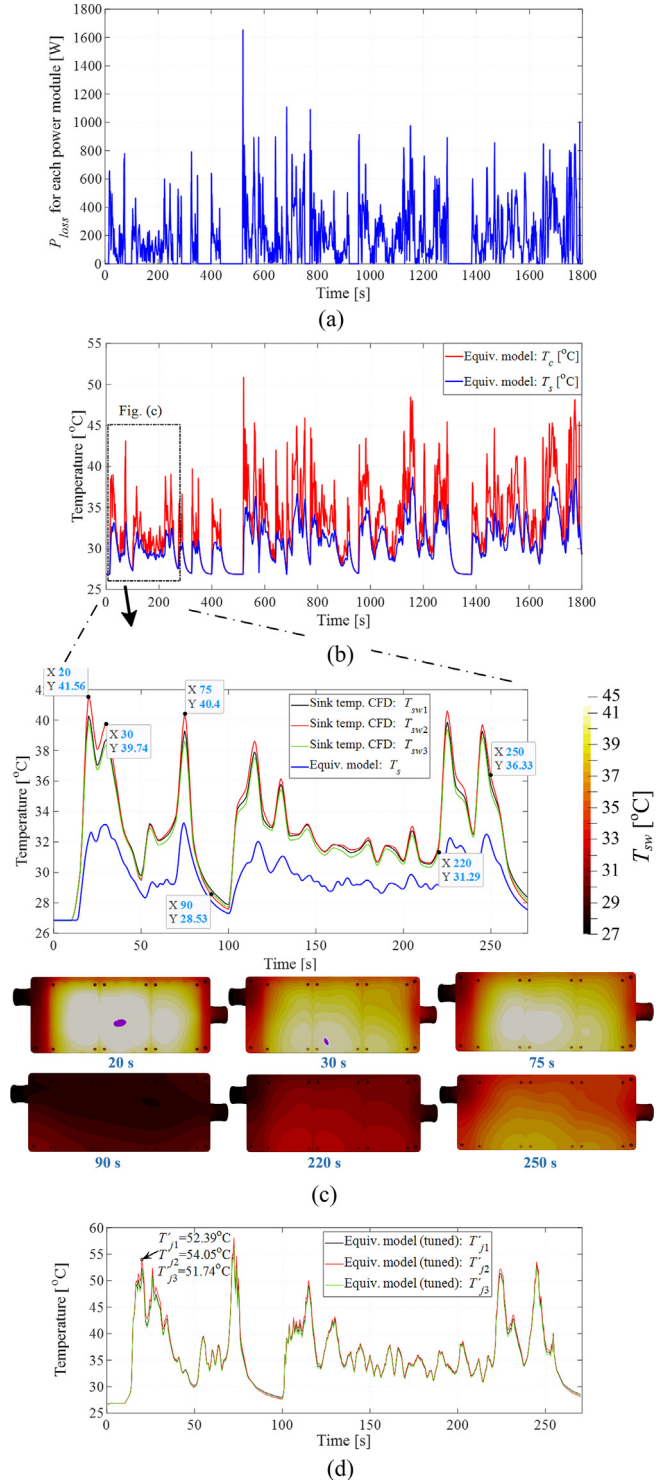 1800
1600
1400
1200
1000
800
600
400
200
0
P_loss for each power module [W]
0 200 400 600 800 1000 1200 1400 1600 1800
Time [s]
(a)
55
50
45
40
35
30
25
Temperature [°C]
Equiv. model: T_c [°C]
Equiv. model: T_s [°C]
Fig. (c)
0 200 400 600 800 1000 1200 1400 1600 1800
Time [s]
(b)
X 20
Y 41.56
X 30
Y 39.74
X 75
Y 40.4
Sink temp. CFD: T_sw1
Sink temp. CFD: T_sw2
Sink temp. CFD: T_sw3
Equiv. model: T_s
X 250
Y 36.33
X 220
Y 31.29
X 90
Y 28.53
40
38
36
34
32
30
28
26
Temperature [°C]
0 50 100 150 200 250
Time [s]
45
43
41
39
37
35
33
31
29
27
T_sw [°C]
20 s
30 s
75 s
90 s
220 s
250 s
(c)
60
55
50
45
40
35
30
25
Temperature [°C]
T'_j1=52.39°C
T'_j2=54.05°C
T'_j3=51.74°C
Equiv. model (tuned): T'_j1
Equiv. model (tuned): T'_j2
Equiv. model (tuned): T'_j3
0 50 100 150 200 250
Time [s]
(d)